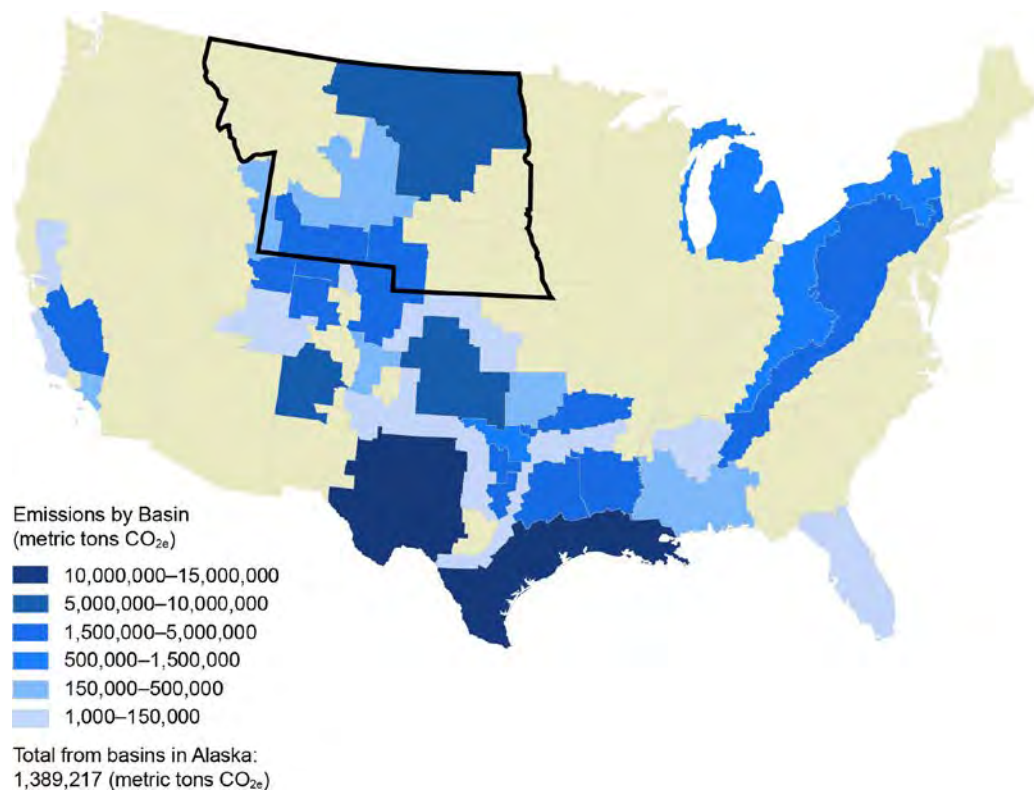 Emissions by Basin
(metric tons CO₂ₑ)
10,000,000–15,000,000
5,000,000–10,000,000
1,500,000–5,000,000
500,000–1,500,000
150,000–500,000
1,000–150,000
Total from basins in Alaska:
1,389,217 (metric tons CO₂ₑ)